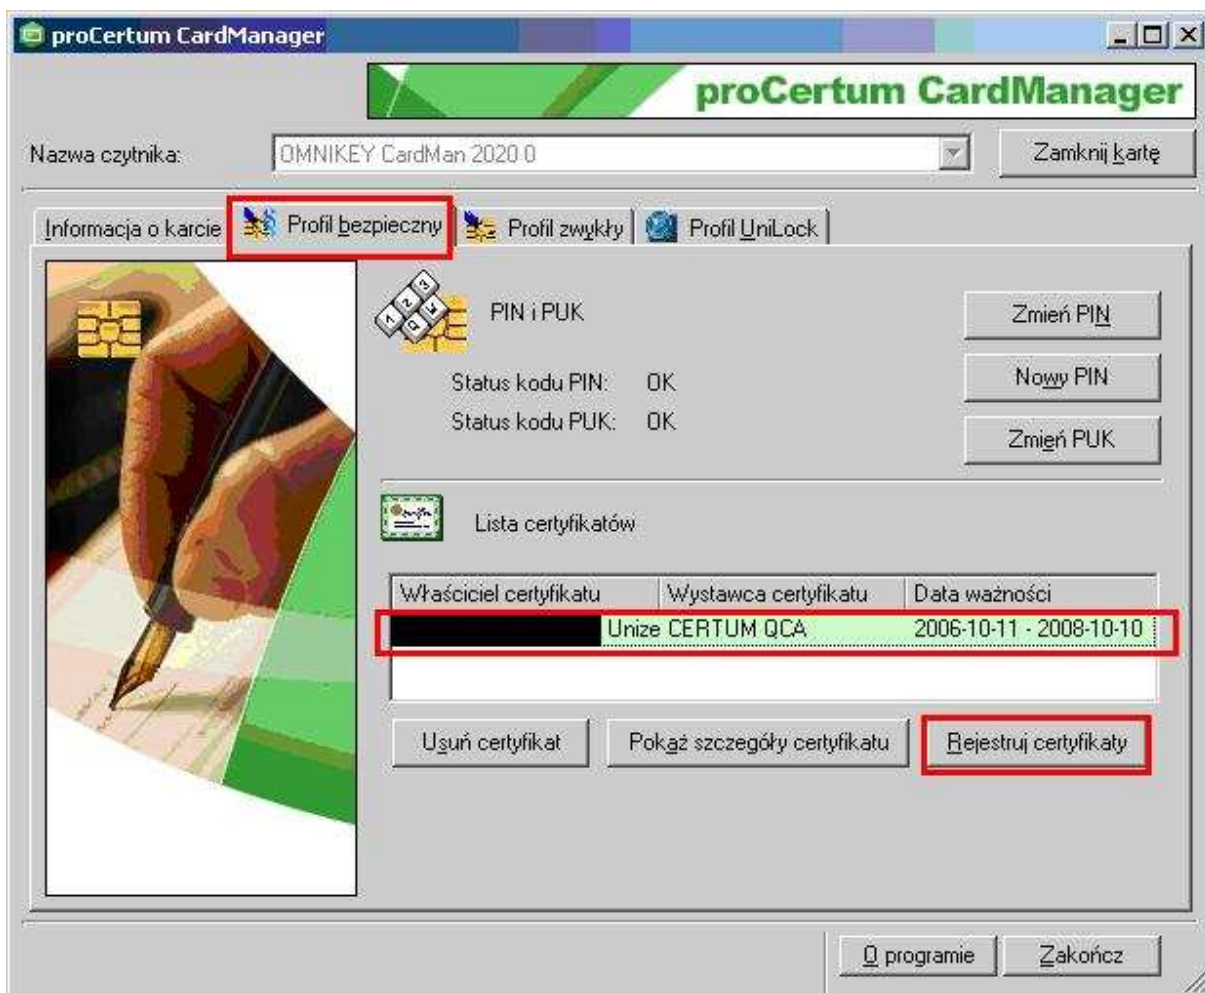 proCertum CardManager
proCertum CardManager
Nazwa czytnika: OMNIKEY CardMan 2020 0 Zamknij kartę
Informacja o karcie Profil bezpieczny Profil zwykły Profil UniLock
PIN i PUK Zmień PIN
Status kodu PIN: OK Nowy PIN
Status kodu PUK: OK Zmień PUK
Lista certyfikatów
Właściciel certyfikatu Wystawca certyfikatu Data ważności
Unize CERTUM QCA 2006-10-11 - 2008-10-10
Usuń certyfikat Pokaż szczegóły certyfikatu Rejestruj certyfikaty
O programie Zakończ